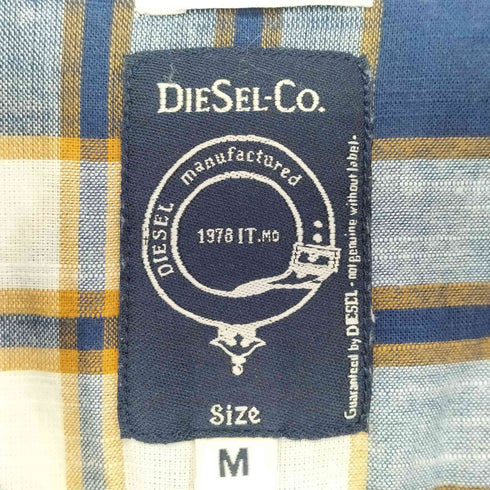 DIESEL-CO.
DIESEL manufactured
1978 IT.MO
Size
M
Guaranteed by DIESEL - not genuine without label -